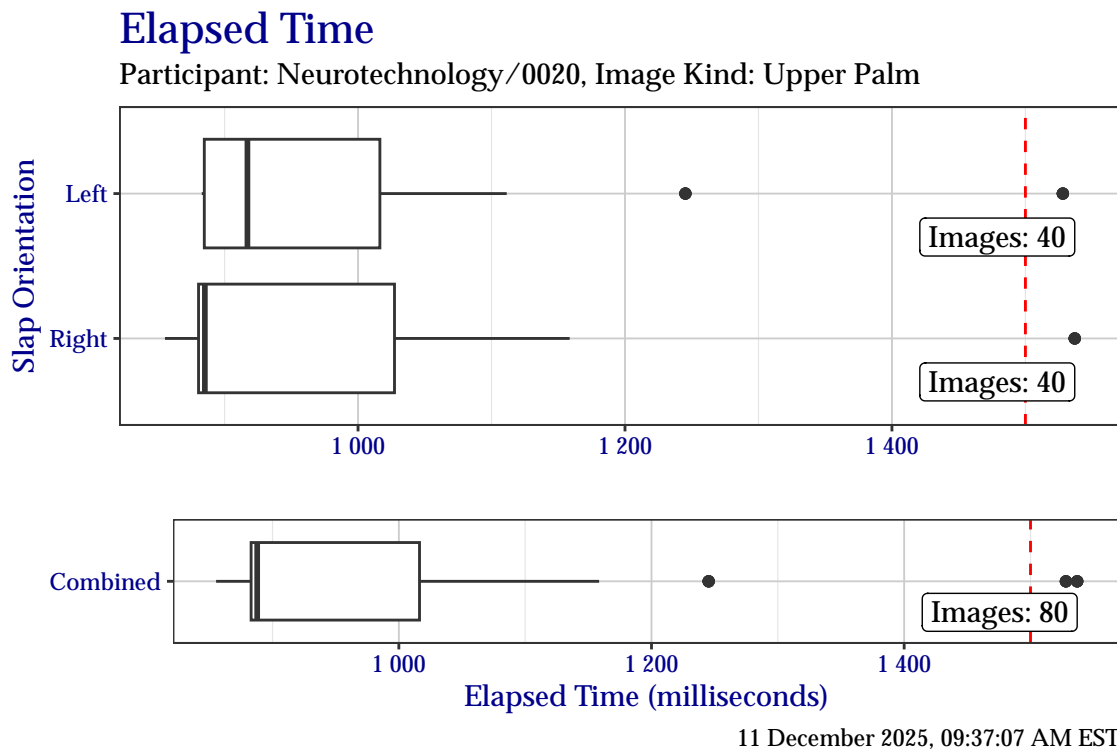 Elapsed Time
Participant: Neurotechnology/0020, Image Kind: Upper Palm
Slap Orientation
Left
Images: 40
Right
Images: 40
1 000 1 200 1 400
Combined
Images: 80
1 000 1 200 1 400
Elapsed Time (milliseconds)
11 December 2025, 09:37:07 AM EST